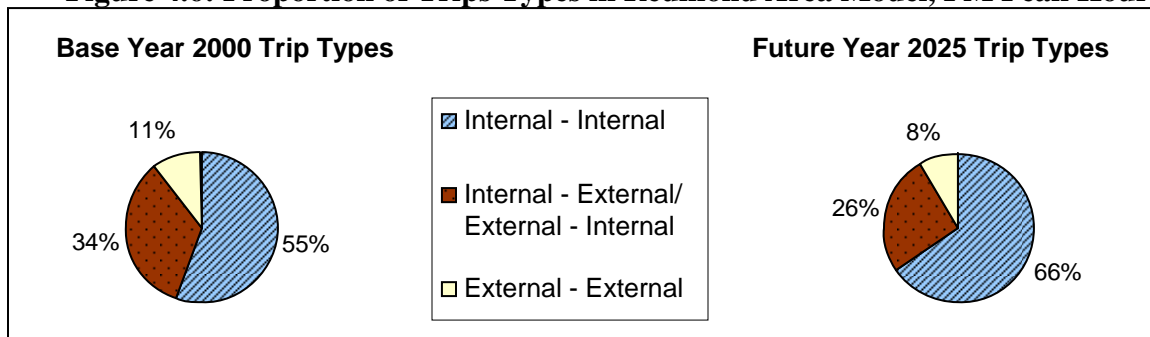 Figure 4.6: Proportion of Trips Types in Redmond Area Model, PM Peak Hour
Base Year 2000 Trip Types
Future Year 2025 Trip Types
11%
34%
55%
Internal - Internal
Internal - External/
External - Internal
External - External
8%
26%
66%